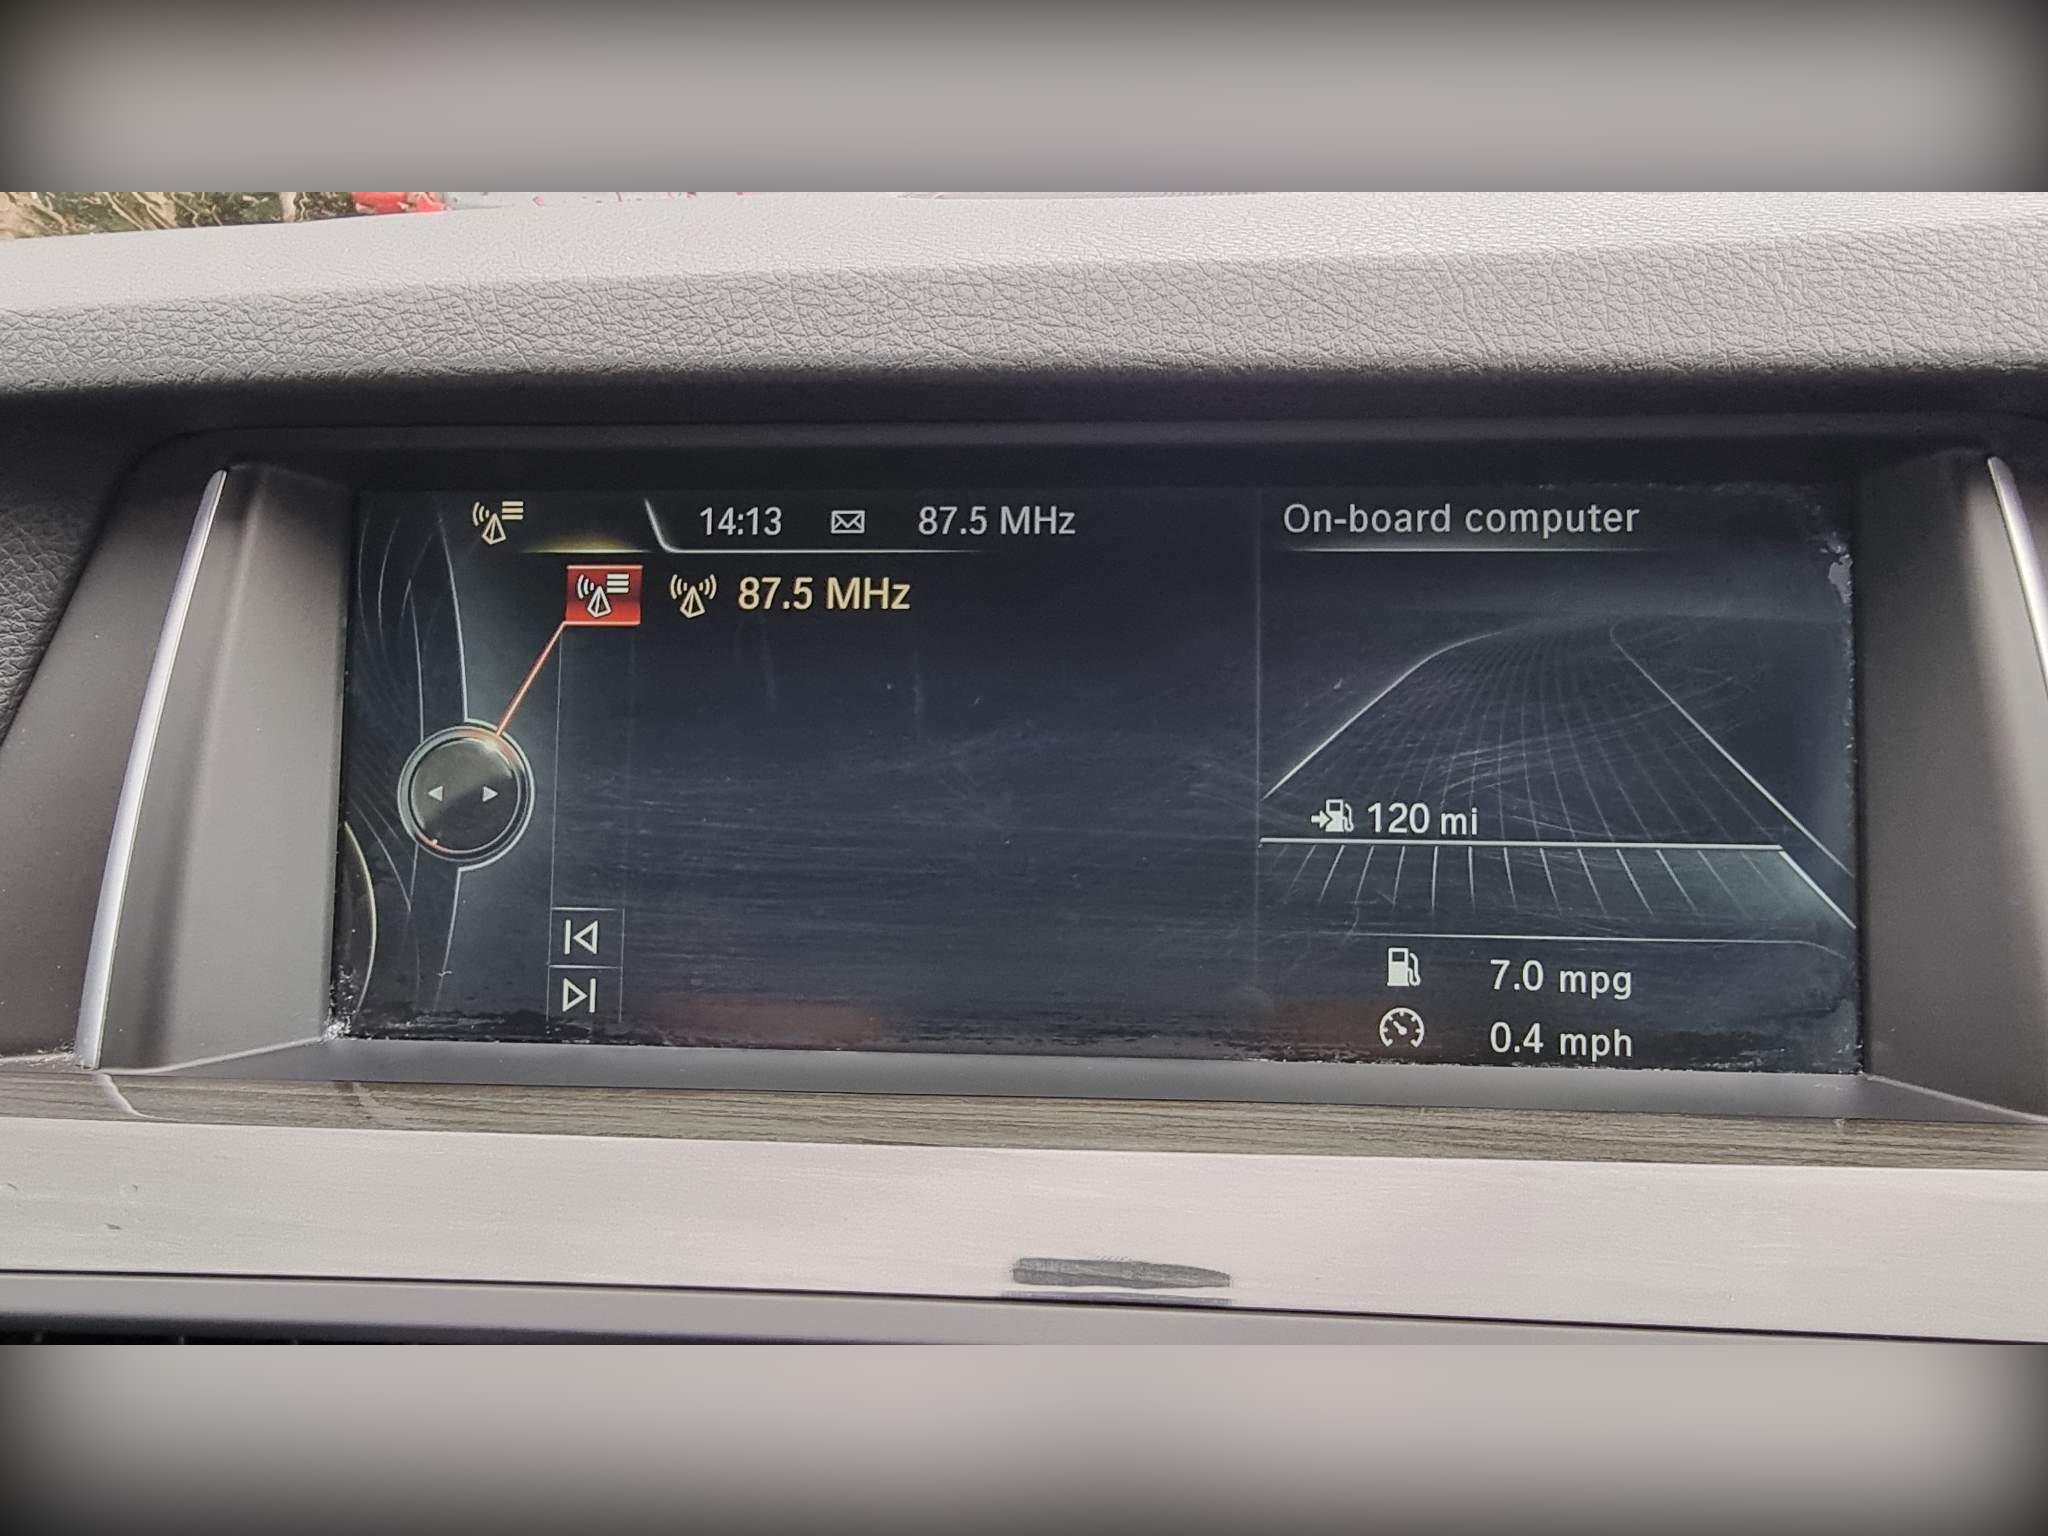 14:13 87.5 MHz
87.5 MHz
On-board computer
120 mi
7.0 mpg
0.4 mph